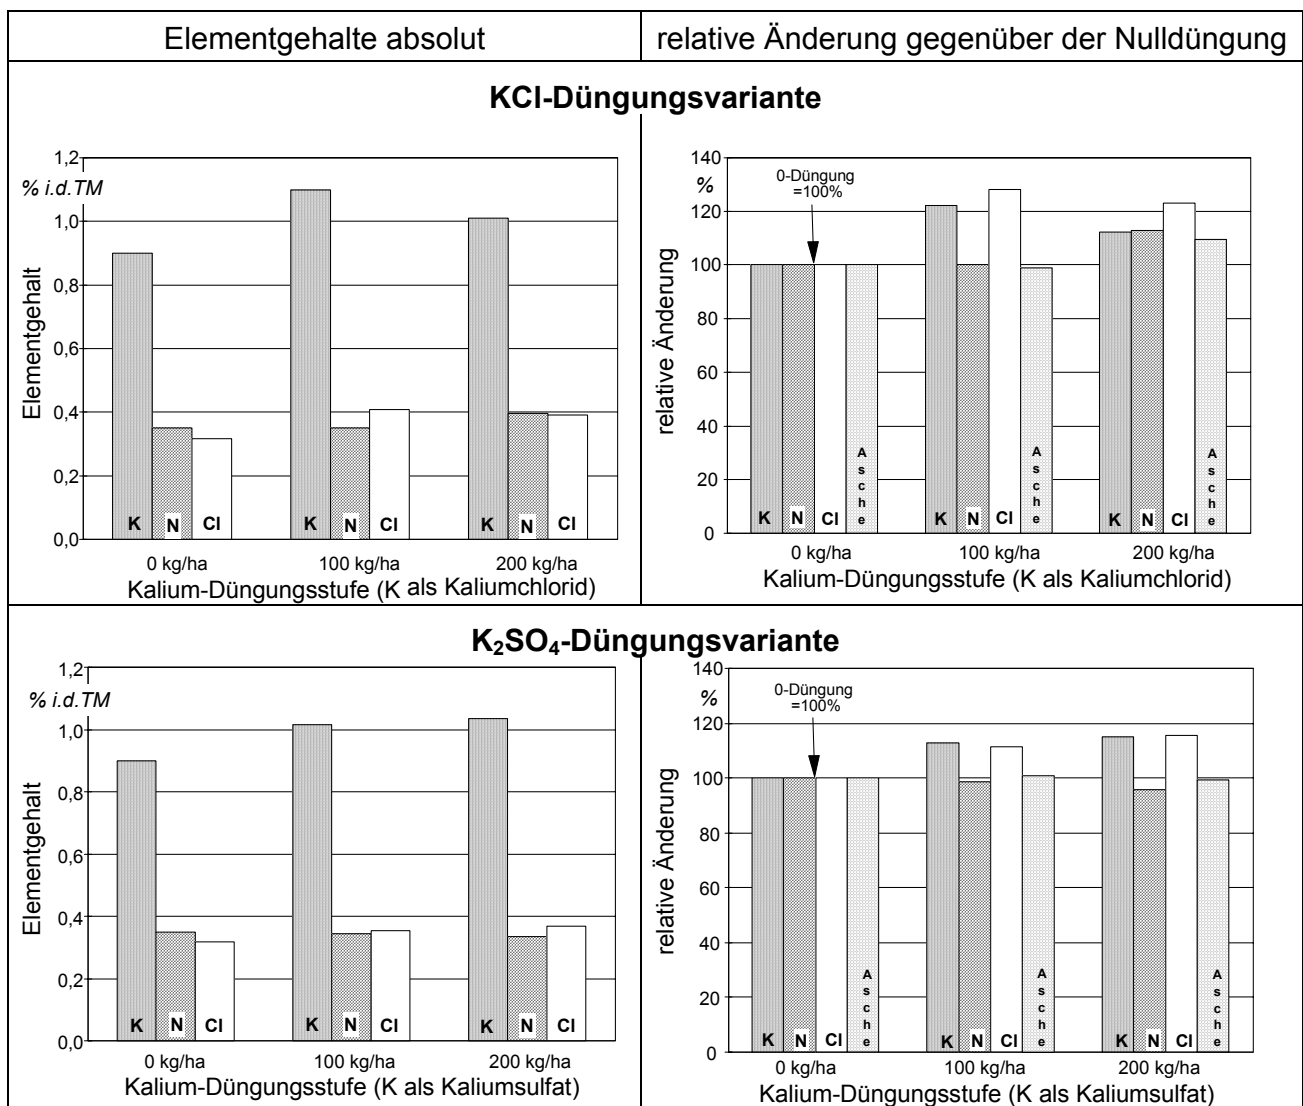 Elementgehalte absolut
relative Änderung gegenüber der Nulldüngung
KCl-Düngungsvariante
1,2
% i.d.TM
1,0
0,8
0,6
0,4
0,2
0,0
Elementgehalt
K N Cl
K N Cl
K N Cl
0 kg/ha 100 kg/ha 200 kg/ha
Kalium-Düngungsstufe (K als Kaliumchlorid)
140
%
120
100
80
60
40
20
0
relative Änderung
0-Düngung
=100%
K N Cl Asche
K N Cl Asche
K N Cl Asche
0 kg/ha 100 kg/ha 200 kg/ha
Kalium-Düngungsstufe (K als Kaliumchlorid)
K₂SO₄-Düngungsvariante
1,2
% i.d.TM
1,0
0,8
0,6
0,4
0,2
0,0
Elementgehalt
K N Cl
K N Cl
K N Cl
0 kg/ha 100 kg/ha 200 kg/ha
Kalium-Düngungsstufe (K als Kaliumsulfat)
140
%
120
100
80
60
40
20
0
relative Änderung
0-Düngung
=100%
K N Cl Asche
K N Cl Asche
K N Cl Asche
0 kg/ha 100 kg/ha 200 kg/ha
Kalium-Düngungsstufe (K als Kaliumsulfat)